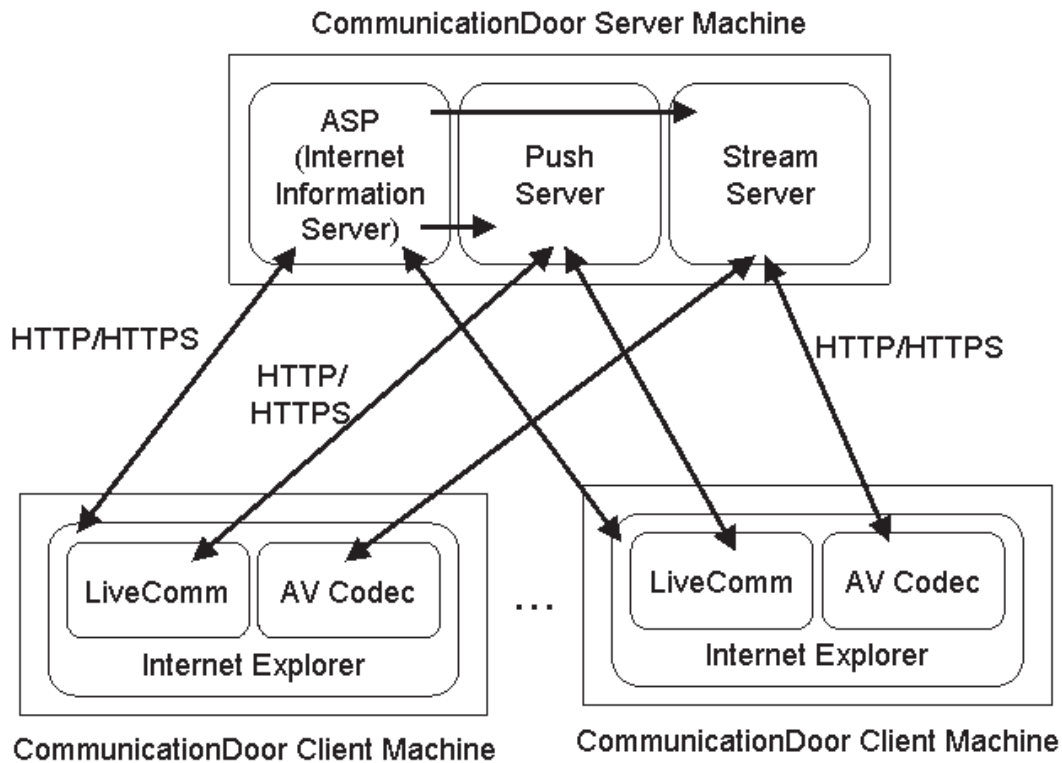 CommunicationDoor Server Machine
ASP
(Internet
Information
Server)
Push
Server
Stream
Server
HTTP/HTTPS
HTTP/
HTTPS
HTTP/HTTPS
LiveComm
AV Codec
Internet Explorer
...
LiveComm
AV Codec
Internet Explorer
CommunicationDoor Client Machine
CommunicationDoor Client Machine